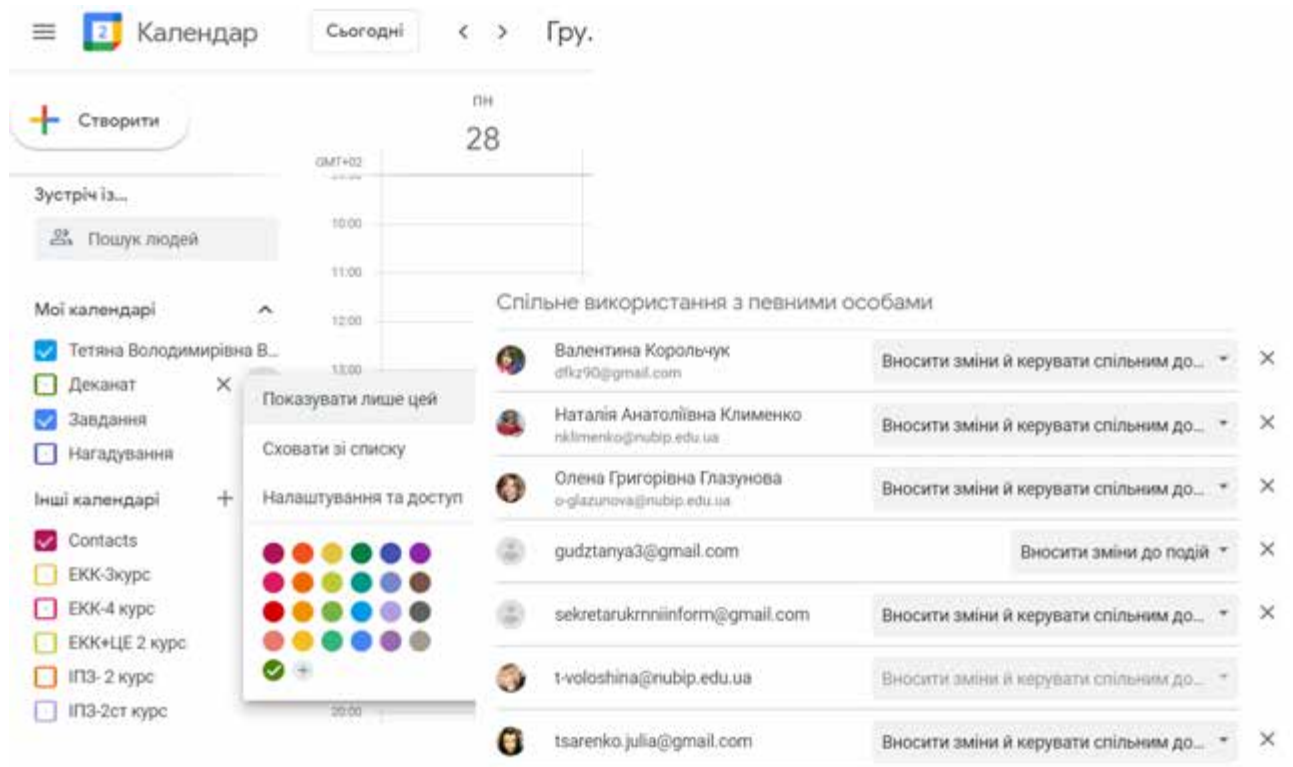 2
Календар
Сьогодні
Гру.
Створити
ПН
28
GMT+02
Зустріч із...
Пошук людей
10:00
11:00
12:00
13:00
20:00
Мої календарі
Тетяна Володимирівна В...
Деканат
Завдання
Нагадування
Інші календарі
Contacts
ЕКК-3курс
ЕКК-4 курс
ЕКК+ЦЕ 2 курс
ІПЗ- 2 курс
ІПЗ-2ст курс
Показувати лише цей
Сховати зі списку
Налаштування та доступ
Спільне використання з певними особами
Валентина Корольчук
dfkz90@gmail.com
Вносити зміни й керувати спільним до...
Наталія Анатоліївна Клименко
nklimenko@nubip.edu.ua
Вносити зміни й керувати спільним до...
Олена Григорівна Глазунова
o-glazunova@nubip.edu.ua
Вносити зміни й керувати спільним до...
gudztanya3@gmail.com
Вносити зміни до подій
sekretarukrnniinform@gmail.com
Вносити зміни й керувати спільним до...
t-voloshina@nubip.edu.ua
Вносити зміни й керувати спільним до...
tsarenko.julia@gmail.com
Вносити зміни й керувати спільним до...